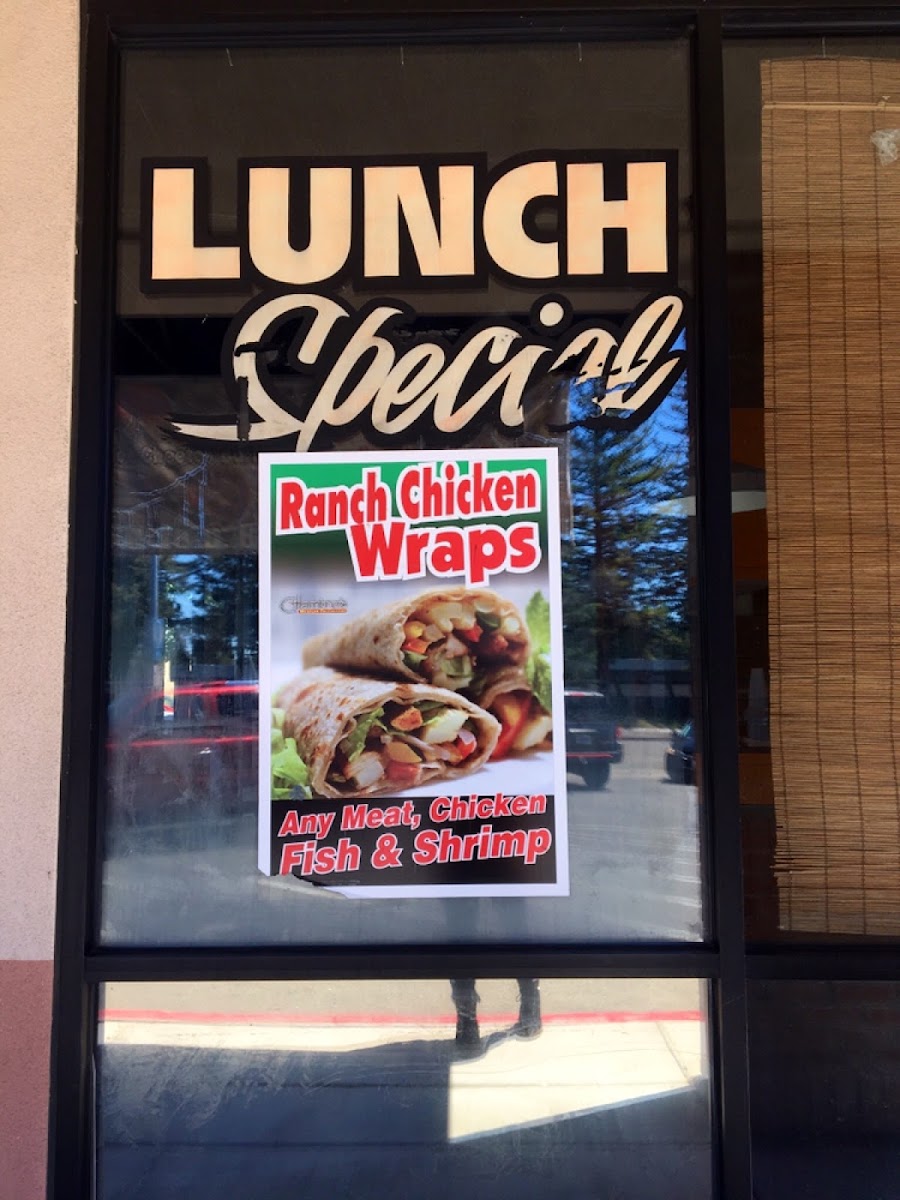 LUNCH
Special
Ranch Chicken
Wraps
Any Meat, Chicken
Fish & Shrimp